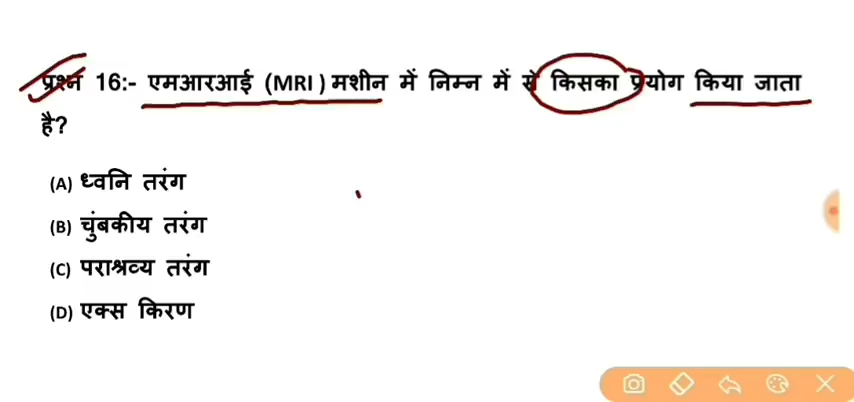 प्रश्न 16:- एमआरआई (MRI ) मशीन में निम्न में से किसका प्रयोग किया जाता
है?
(A) ध्वनि तरंग
(B) चुंबकीय तरंग
(C) पराश्रव्य तरंग
(D) एक्स किरण